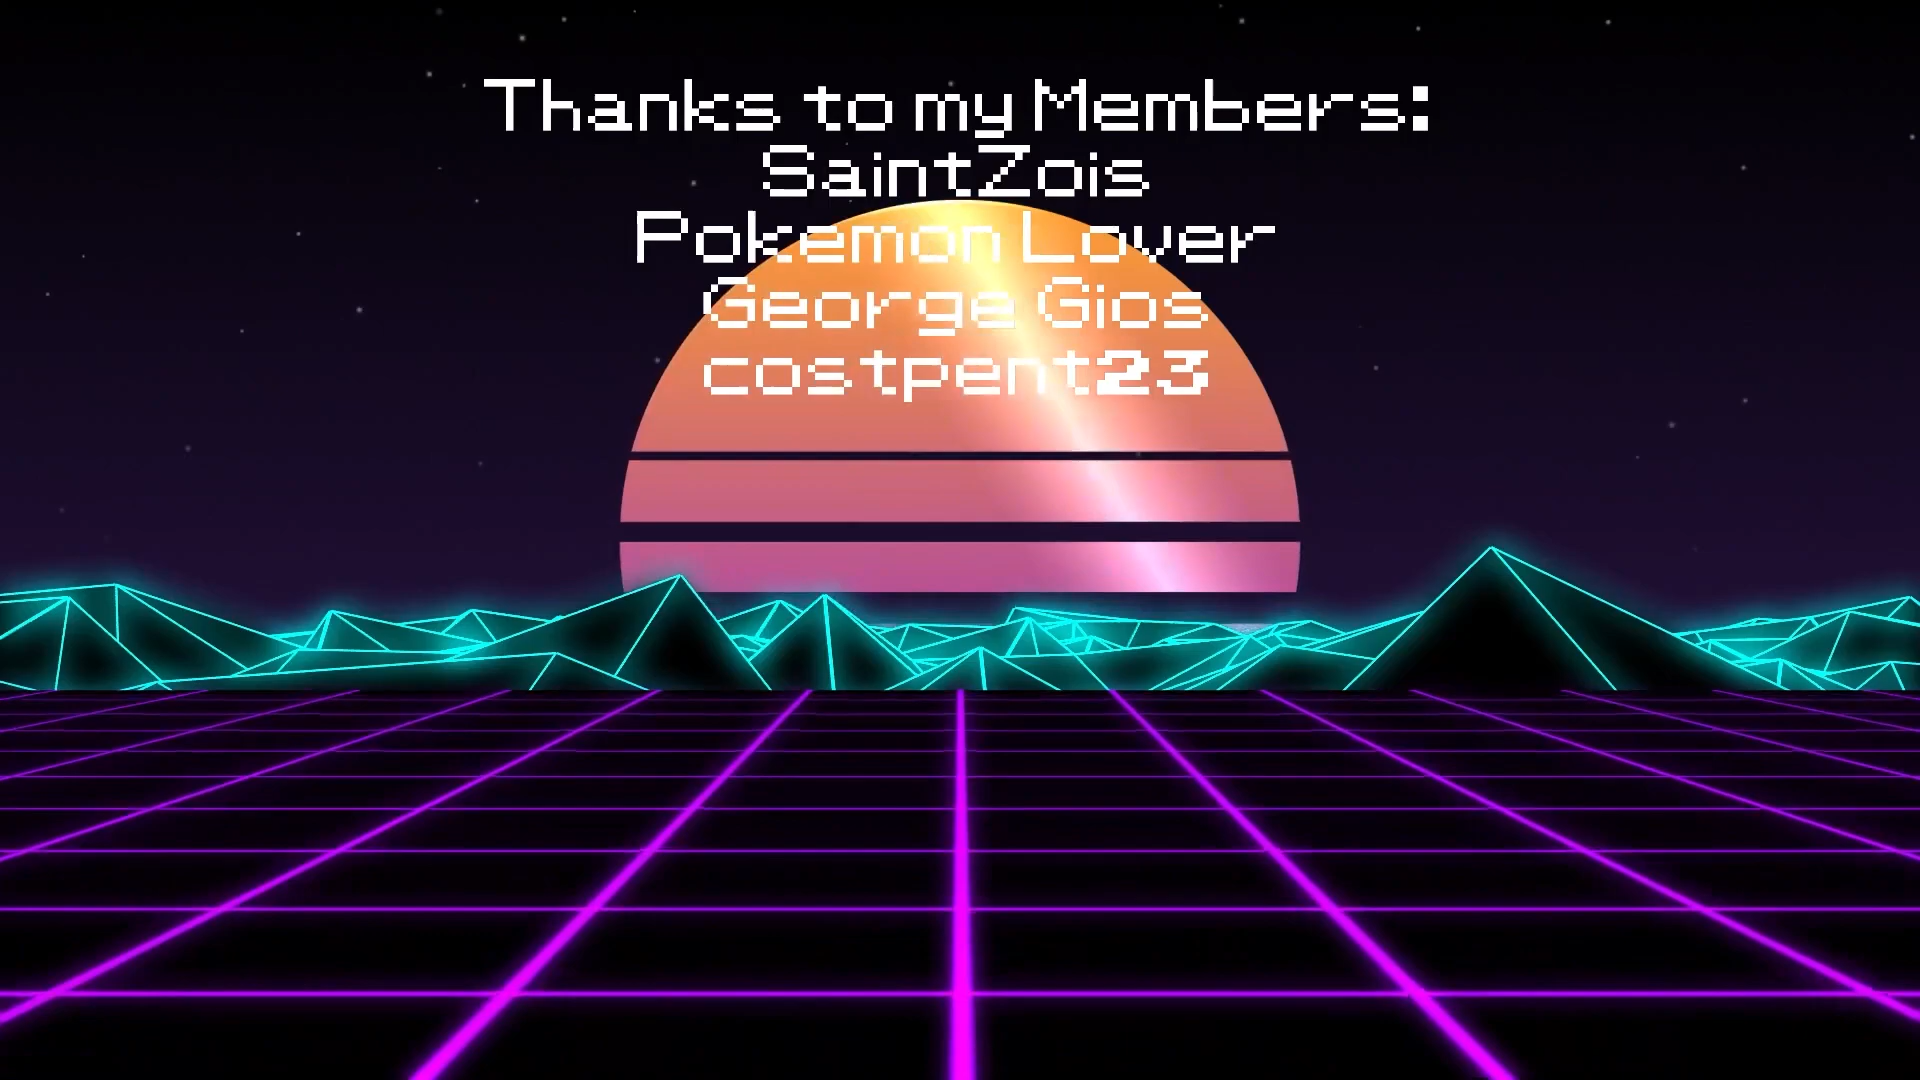 Thanks to my Members:
SaintZois
Pokemon Lover
George Gios
costpent23